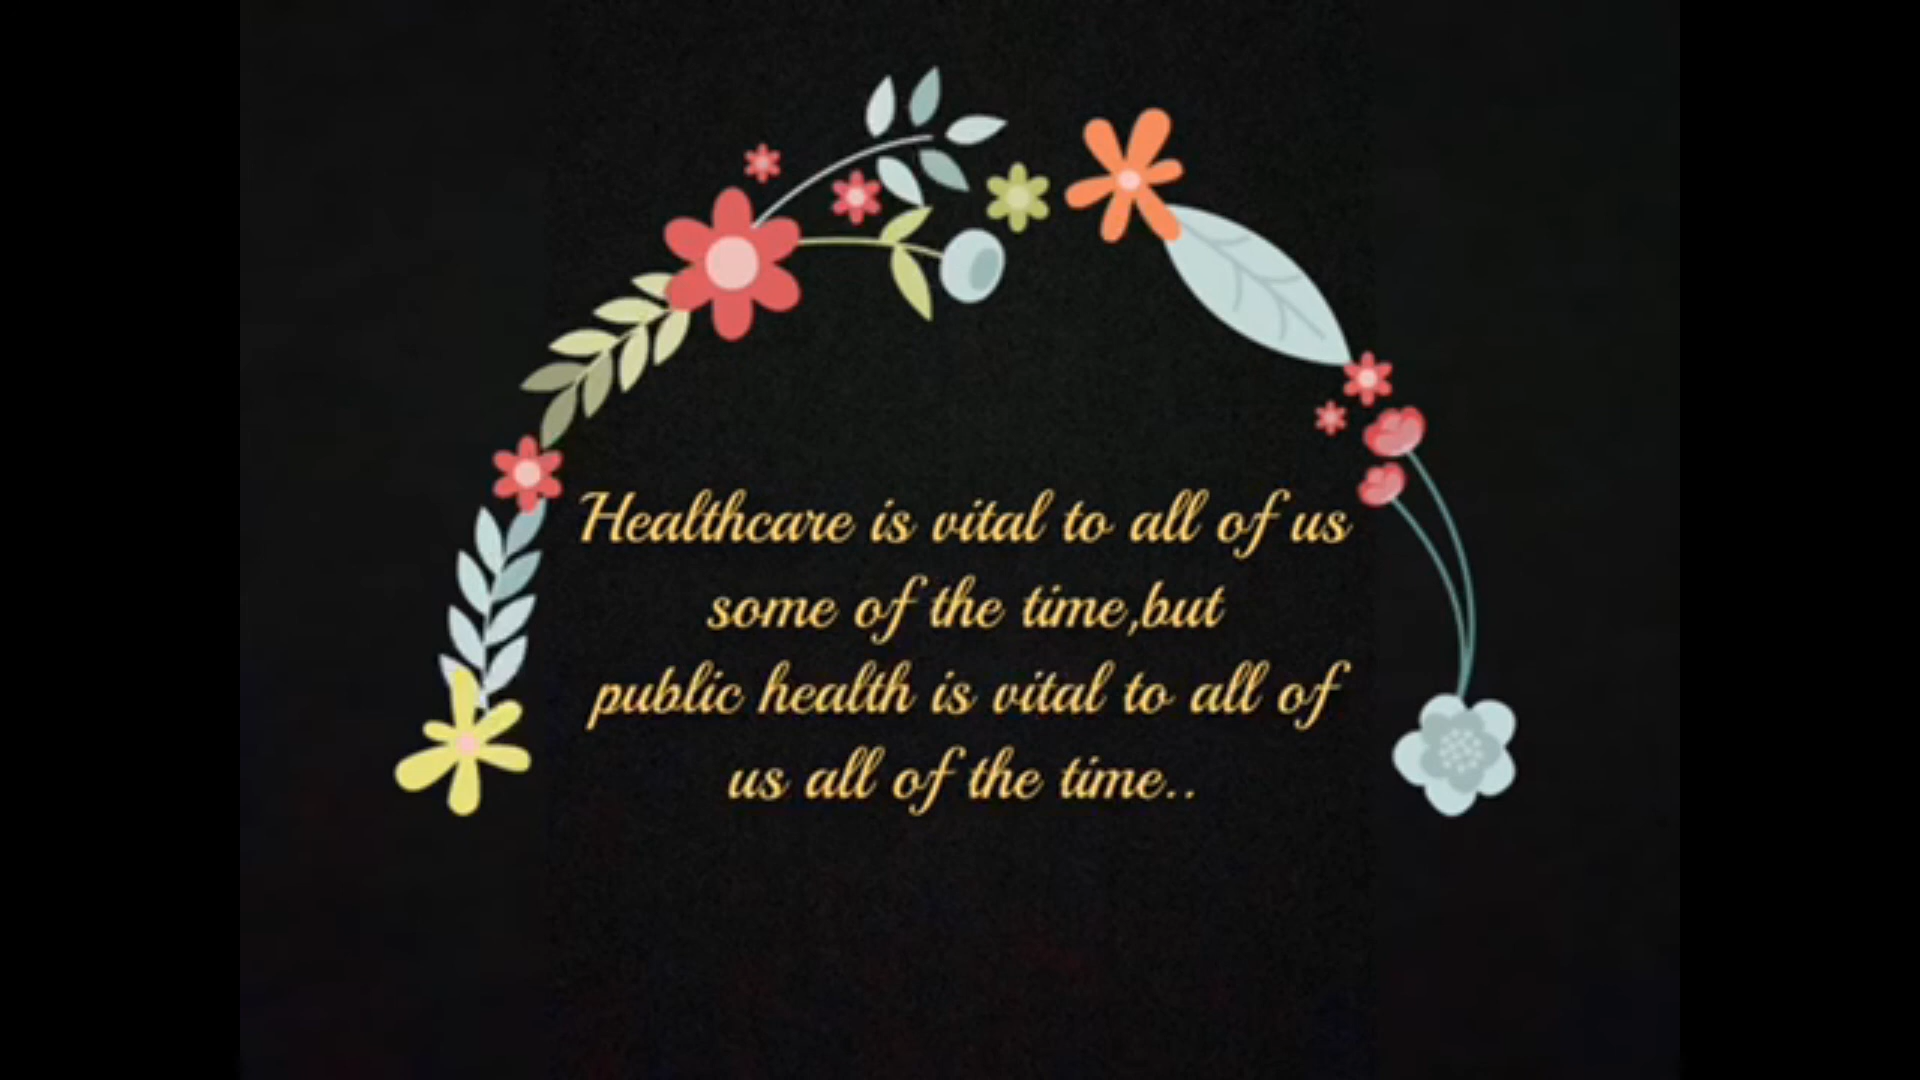 Healthcare is vital to all of us
some of the time,but
public health is vital to all of
us all of the time..